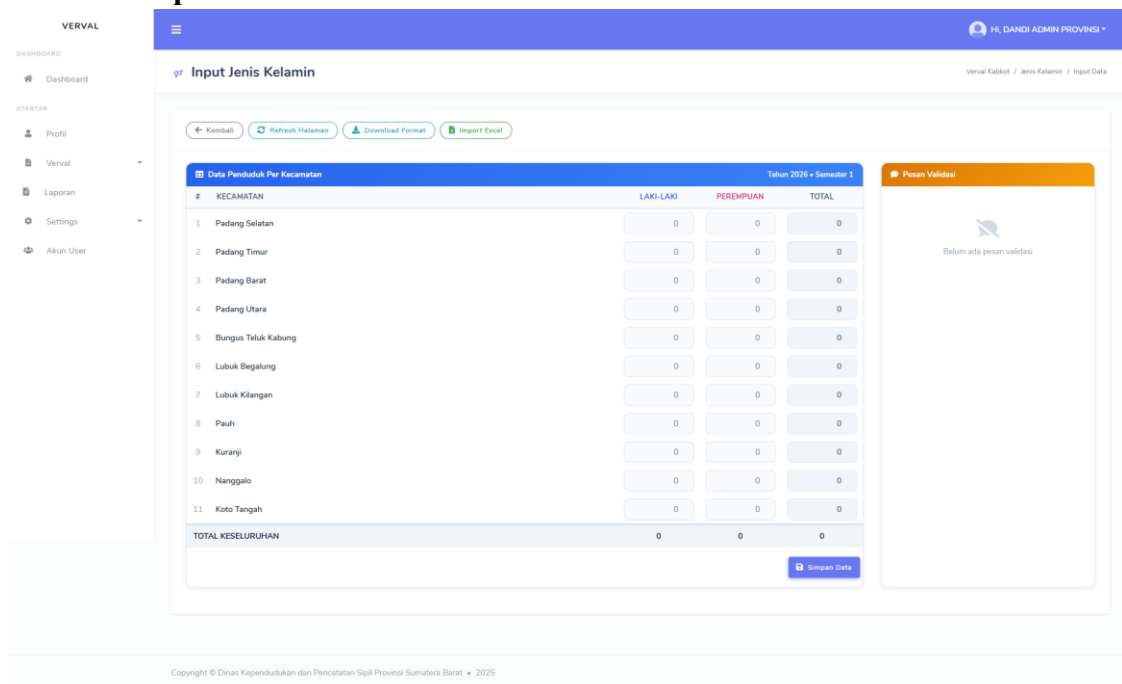 VERVAL
Hi, DANDI ADMIN PROVINSI
DASHBOARD
Dashboard
STARTER
Profil
Verval
Laporan
Settings
Akun User
Input Jenis Kelamin
Verval Kabkot / Jenis Kelamin / Input Data
Kembali Refresh Halaman Download Format Import Excel
Data Penduduk Per Kecamatan Tahun 2026 • Semester 1
# KECAMATAN LAKI-LAKI PEREMPUAN TOTAL
1 Padang Selatan 0 0 0
2 Padang Timur 0 0 0
3 Padang Barat 0 0 0
4 Padang Utara 0 0 0
5 Bungus Teluk Kabung 0 0 0
6 Lubuk Begalung 0 0 0
7 Lubuk Kilangan 0 0 0
8 Pauh 0 0 0
9 Kuranji 0 0 0
10 Nanggalo 0 0 0
11 Koto Tangah 0 0 0
TOTAL KESELURUHAN 0 0 0
Simpan Data
Pesan Validasi
Belum ada pesan validasi
Copyright © Dinas Kependudukan dan Pencatatan Sipil Provinsi Sumatera Barat • 2025